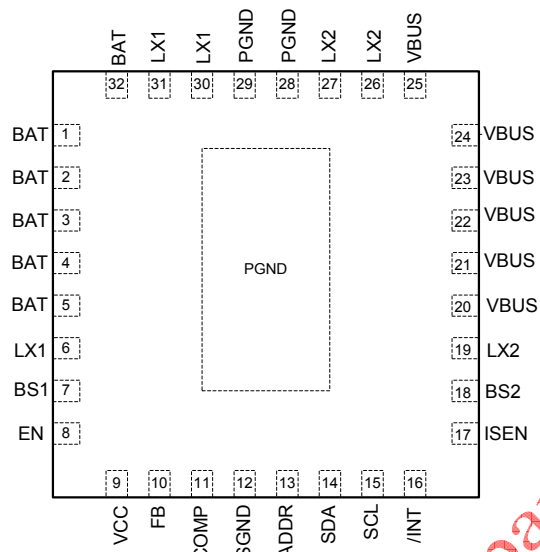 BAT LX1 LX1 PGND PGND LX2 LX2 VBUS
32 31 30 29 28 27 26 25
BAT 1
BAT 2
BAT 3
BAT 4
BAT 5
LX1 6
BS1 7
EN 8
PGND
24 VBUS
23 VBUS
22 VBUS
21 VBUS
20 VBUS
19 LX2
18 BS2
17 ISEN
9 10 11 12 13 14 15 16
VCC FB COMP SGND ADDR SDA SCL /INT